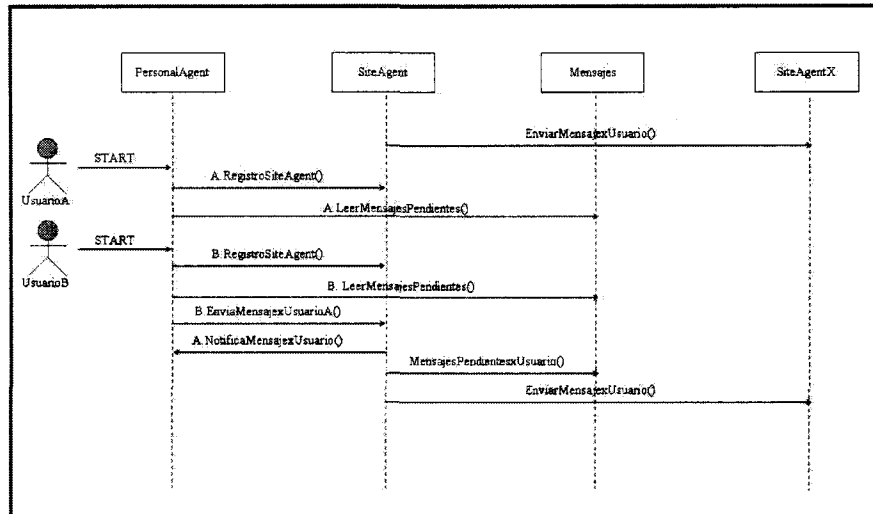 PersonalAgent SiteAgent Mensajes SiteAgentX
EnviarMensajexUsuario()
START
A: RegistroSiteAgent()
UsuarioA
A: LeerMensajesPendientes()
START
B: RegistroSiteAgent()
UsuarioB
B: LeerMensajesPendientes()
B: EnviaMensajexUsuarioA()
A: NotificaMensajexUsuario()
MensajesPendientesxUsuario()
EnviarMensajexUsuario()